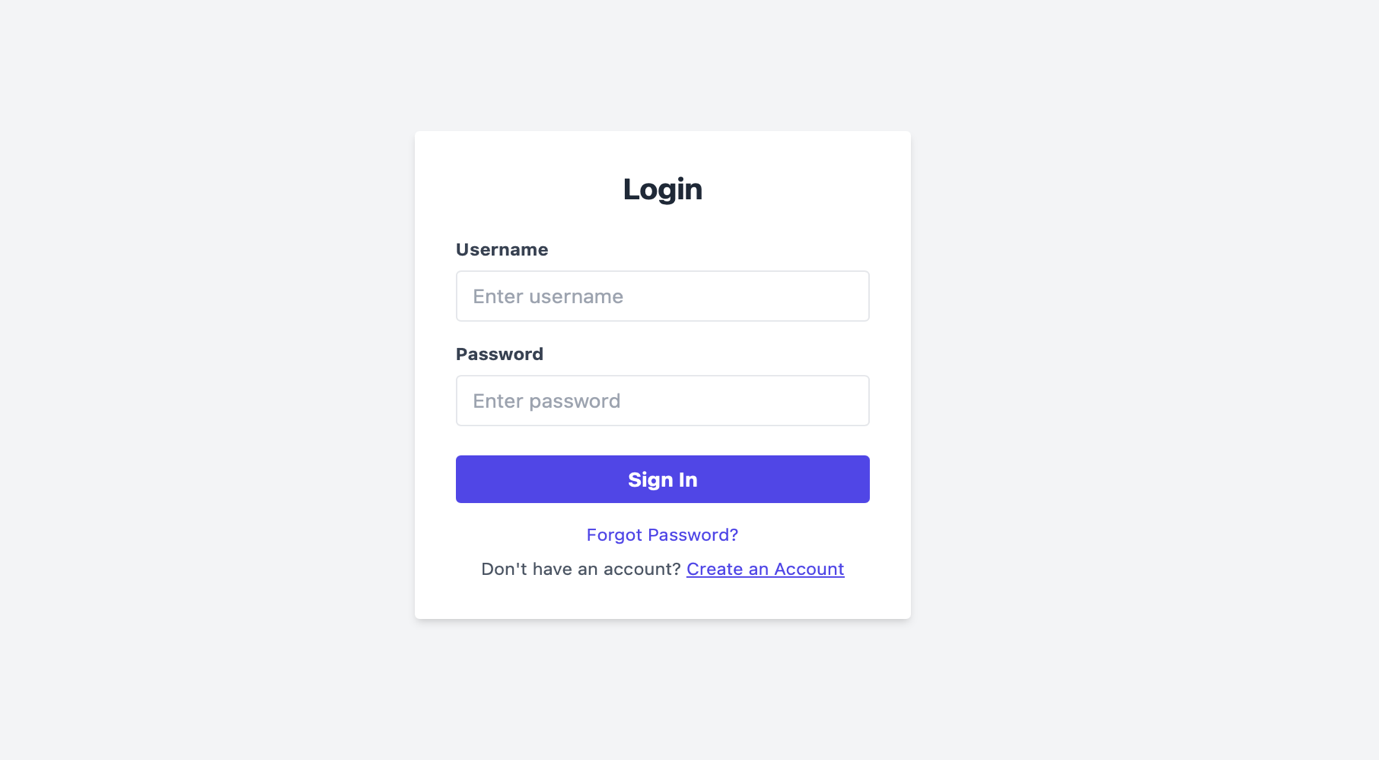 Login
Username
Enter username
Password
Enter password
Sign In
Forgot Password?
Don't have an account? Create an Account